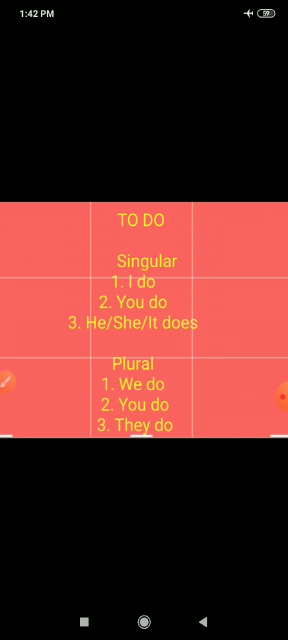 1:42 PM
59
TO DO
Singular
1. I do
2. You do
3. He/She/It does
Plural
1. We do
2. You do
3. They do